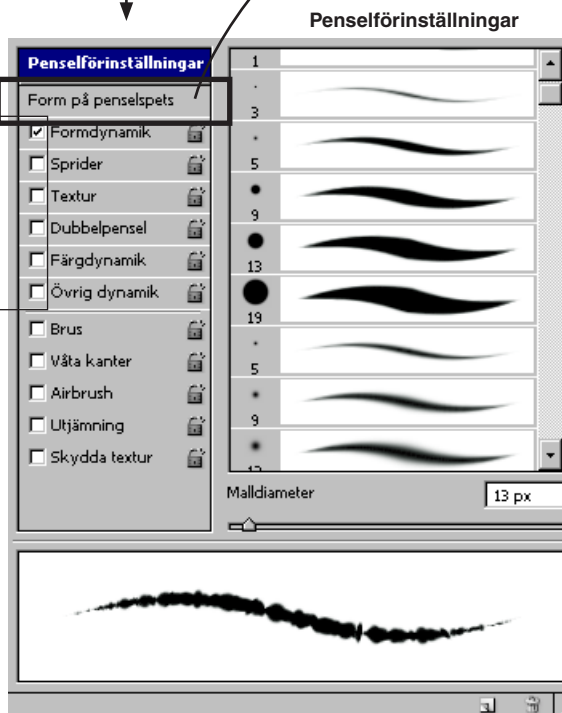 Penselförinställningar
Penselförinställningar
Form på penselspets
Formdynamik
Sprider
Textur
Dubbelpensel
Färgdynamik
Övrig dynamik
Brus
Våta kanter
Airbrush
Utjämning
Skydda textur
1
3
5
9
13
19
5
9
Malldiameter
13 px